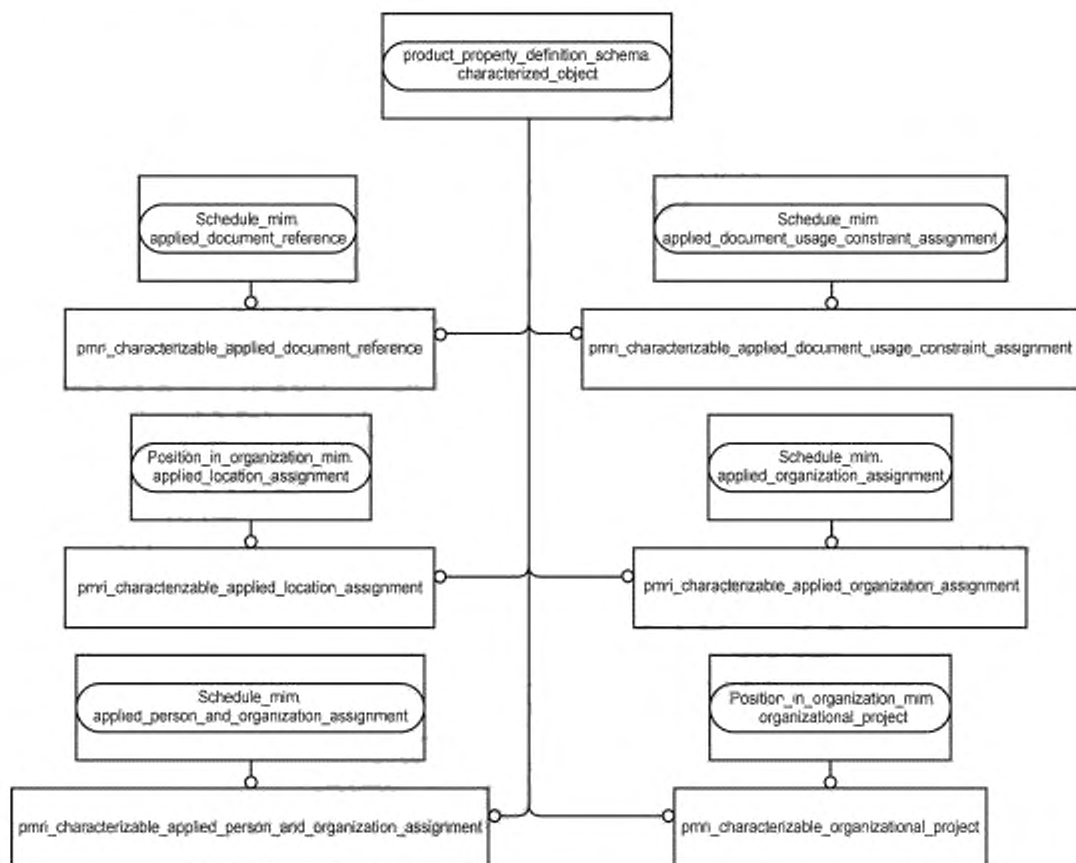 product_property_definition_schema.
characterized_object
Schedule_mim.
applied_document_reference
Schedule_mim
applied_document_usage_constraint_assignment
pmri_characterizable_applied_document_reference
pmri_characterizable_applied_document_usage_constraint_assignment
Position_in_organization_mim.
applied_location_assignment
Schedule_mim.
applied_organization_assignment
pmri_characterizable_applied_location_assignment
pmri_characterizable_applied_organization_assignment
Schedule_mim.
applied_person_and_organization_assignment
Position_in_organization_mim.
organizational_project
pmri_characterizable_applied_person_and_organization_assignment
pmri_characterizable_organizational_project